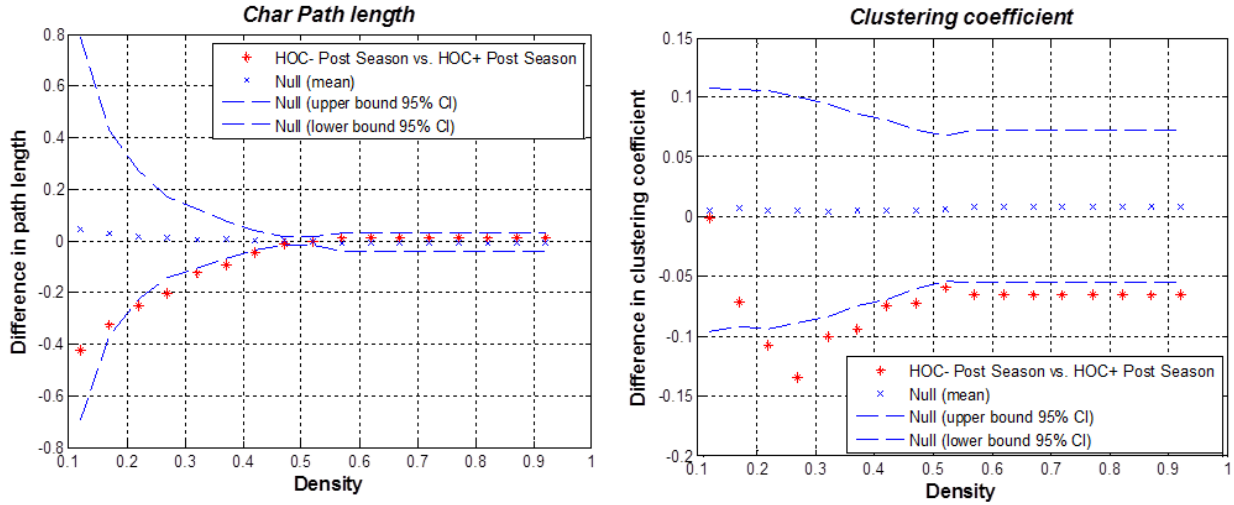 Char Path length
0.8
0.6
0.4
0.2
0
-0.2
-0.4
-0.6
-0.8
Difference in path length
HOC- Post Season vs. HOC+ Post Season
Null (mean)
Null (upper bound 95% CI)
Null (lower bound 95% CI)
0.1 0.2 0.3 0.4 0.5 0.6 0.7 0.8 0.9 1
Density
Clustering coefficient
0.15
0.1
0.05
0
-0.05
-0.1
-0.15
-0.2
Difference in clustering coefficient
HOC- Post Season vs. HOC+ Post Season
Null (mean)
Null (upper bound 95% CI)
Null (lower bound 95% CI)
0.1 0.2 0.3 0.4 0.5 0.6 0.7 0.8 0.9 1
Density